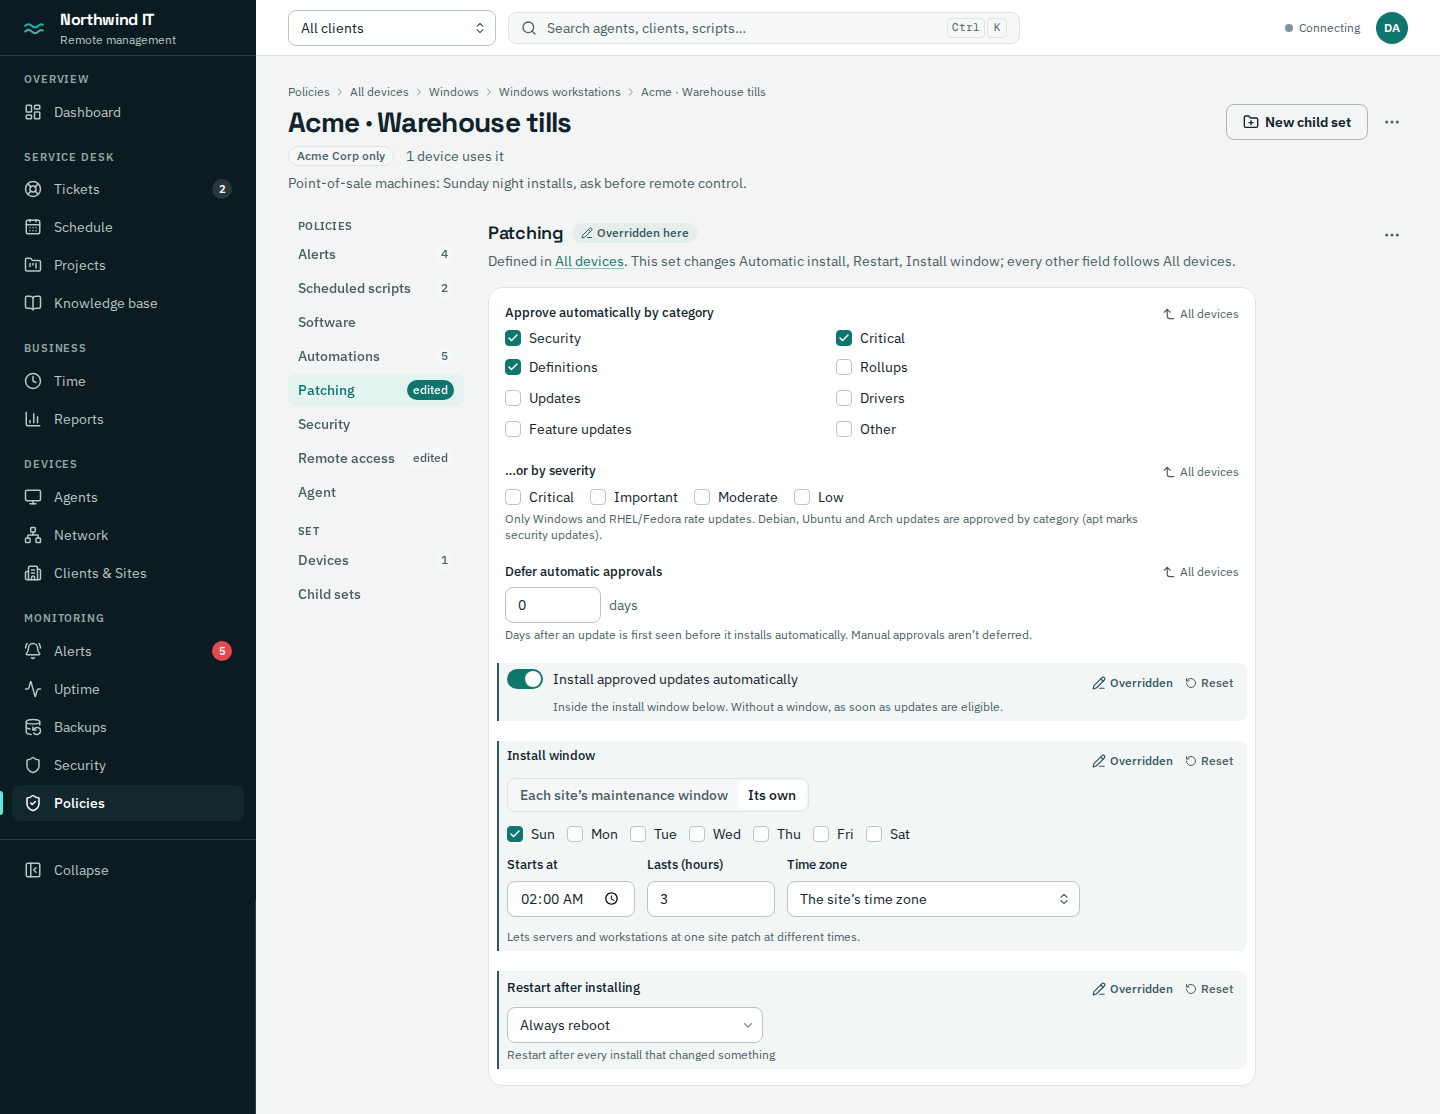 Northwind IT
Remote management
OVERVIEW
Dashboard
SERVICE DESK
Tickets 2
Schedule
Projects
Knowledge base
BUSINESS
Time
Reports
DEVICES
Agents
Network
Clients & Sites
MONITORING
Alerts 5
Uptime
Backups
Security
Policies
Collapse
All clients
Search agents, clients, scripts... Ctrl K
Connecting
DA
Policies All devices Windows Windows workstations Acme · Warehouse tills
Acme · Warehouse tills
New child set
Acme Corp only 1 device uses it
Point-of-sale machines: Sunday night installs, ask before remote control.
POLICIES
Alerts 4
Scheduled scripts 2
Software
Automations 5
Patching edited
Security
Remote access edited
Agent
SET
Devices 1
Child sets
Patching Overridden here
Defined in All devices. This set changes Automatic install, Restart, Install window; every other field follows All devices.
Approve automatically by category All devices
Security Critical
Definitions Rollups
Updates Drivers
Feature updates Other
...or by severity All devices
Critical Important Moderate Low
Only Windows and RHEL/Fedora rate updates. Debian, Ubuntu and Arch updates are approved by category (apt marks
security updates).
Defer automatic approvals All devices
0 days
Days after an update is first seen before it installs automatically. Manual approvals aren't deferred.
Install approved updates automatically Overridden Reset
Inside the install window below. Without a window, as soon as updates are eligible.
Install window Overridden Reset
Each site's maintenance window Its own
Sun Mon Tue Wed Thu Fri Sat
Starts at Lasts (hours) Time zone
02:00 AM 3 The site's time zone
Lets servers and workstations at one site patch at different times.
Restart after installing Overridden Reset
Always reboot
Restart after every install that changed something